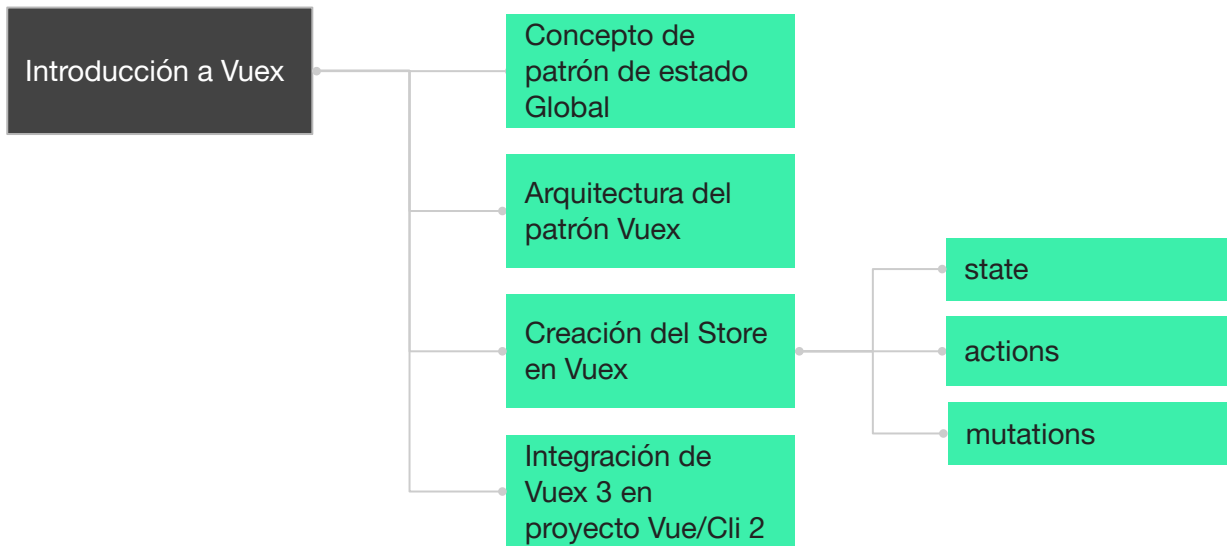 Introducción a Vuex
Concepto de
patrón de estado
Global
Arquitectura del
patrón Vuex
Creación del Store
en Vuex
Integración de
Vuex 3 en
proyecto Vue/Cli 2
state
actions
mutations